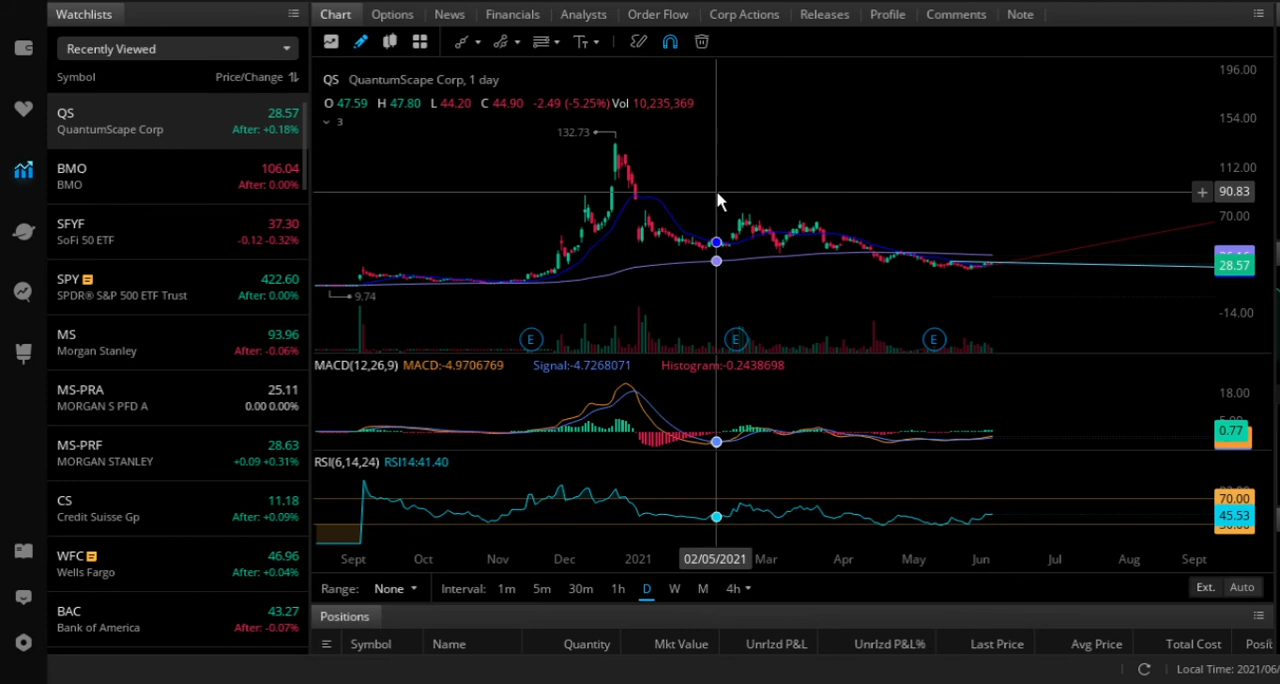 Watchlists
Recently Viewed
Symbol Price/Change
QS 28.57
QuantumScape Corp After: +0.18%
BMO 106.04
BMO After: 0.00%
SFYF 37.30
SoFi 50 ETF -0.12 -0.32%
SPY 422.60
SPDR® S&P 500 ETF Trust After: 0.00%
MS 93.96
Morgan Stanley After: -0.06%
MS-PRA 25.11
MORGAN S PFD A 0.00 0.00%
MS-PRF 28.63
MORGAN STANLEY +0.09 +0.31%
CS 11.18
Credit Suisse Gp After: +0.09%
WFC 46.96
Wells Fargo After: +0.04%
BAC 43.27
Bank of America After: -0.07%
Chart Options News Financials Analysts Order Flow Corp Actions Releases Profile Comments Note
QS QuantumScape Corp, 1 day
O 47.59 H 47.80 L 44.20 C 44.90 -2.49 (-5.25%) Vol 10,235,369
3
132.73
9.74
196.00
154.00
112.00
90.83
70.00
28.57
-14.00
E E E
MACD(12,26,9) MACD:-4.9706769 Signal:-4.7268071 Histogram:-0.2438698
18.00
0.77
RSI(6,14,24) RSI14:41.40
70.00
45.53
Sept Oct Nov Dec 2021 02/05/2021 Mar Apr May Jun Jul Aug Sept
Range: None Interval: 1m 5m 30m 1h D W M 4h Ext. Auto
Positions
Symbol Name Quantity Mkt Value Unrlzd P&L Unrlzd P&L% Last Price Avg Price Total Cost Posit
Local Time: 2021/06/